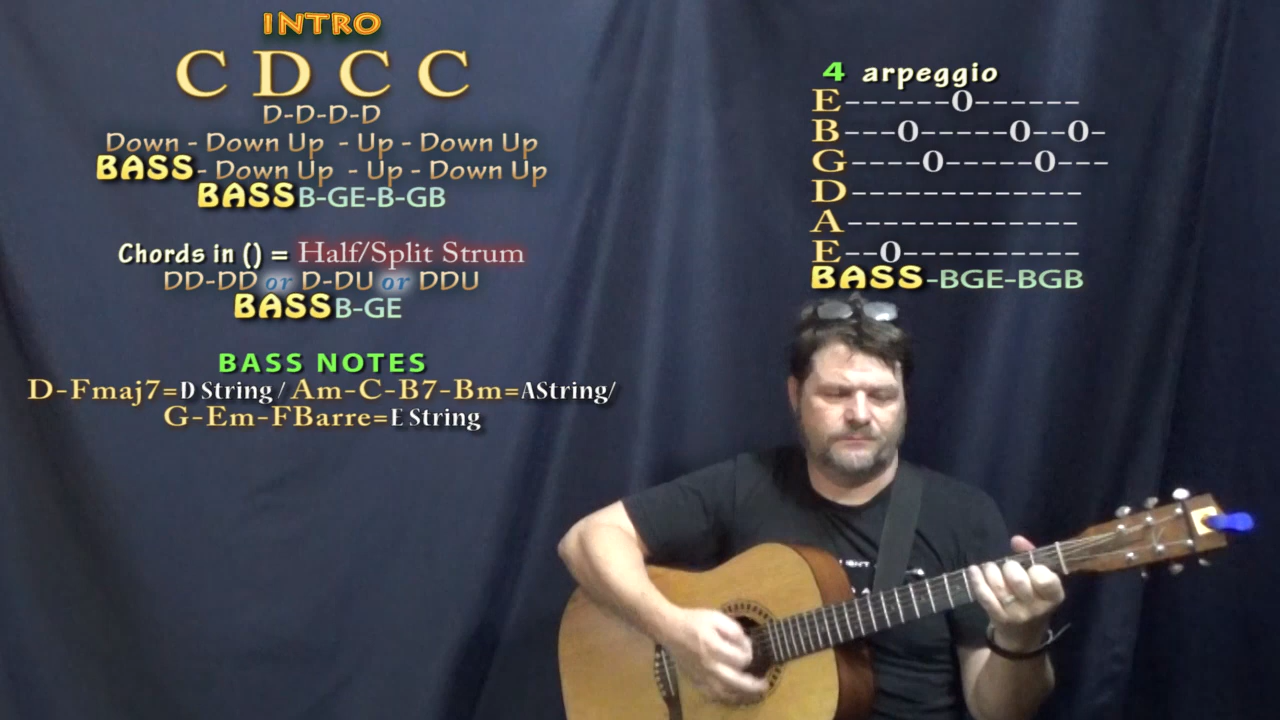 INTRO
C D C C
D-D-D-D
Down - Down Up - Up - Down Up
BASS - Down Up - Up - Down Up
BASS B-GE-B-GB
Chords in () = Half/Split Strum
DD-DD or D-DU or DDU
BASS B-GE
BASS NOTES
D-Fmaj7=D String / Am-C-B7-Bm=AString/
G-Em-FBarre=E String
4 arpeggio
E------0------
B---0-----0--0-
G----0-----0---
D-------------
A-------------
E--0----------
BASS-BGE-BGB